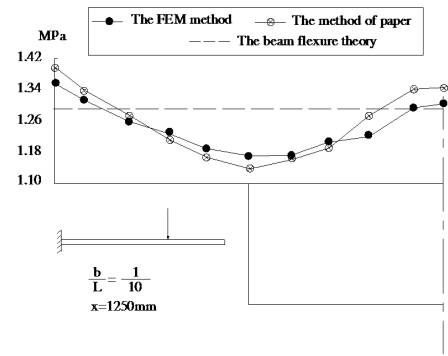 The FEM method The method of paper
The beam flexure theory
MPa
1.42
1.34
1.26
1.18
1.10
b/L = 1/10
x=1250mm